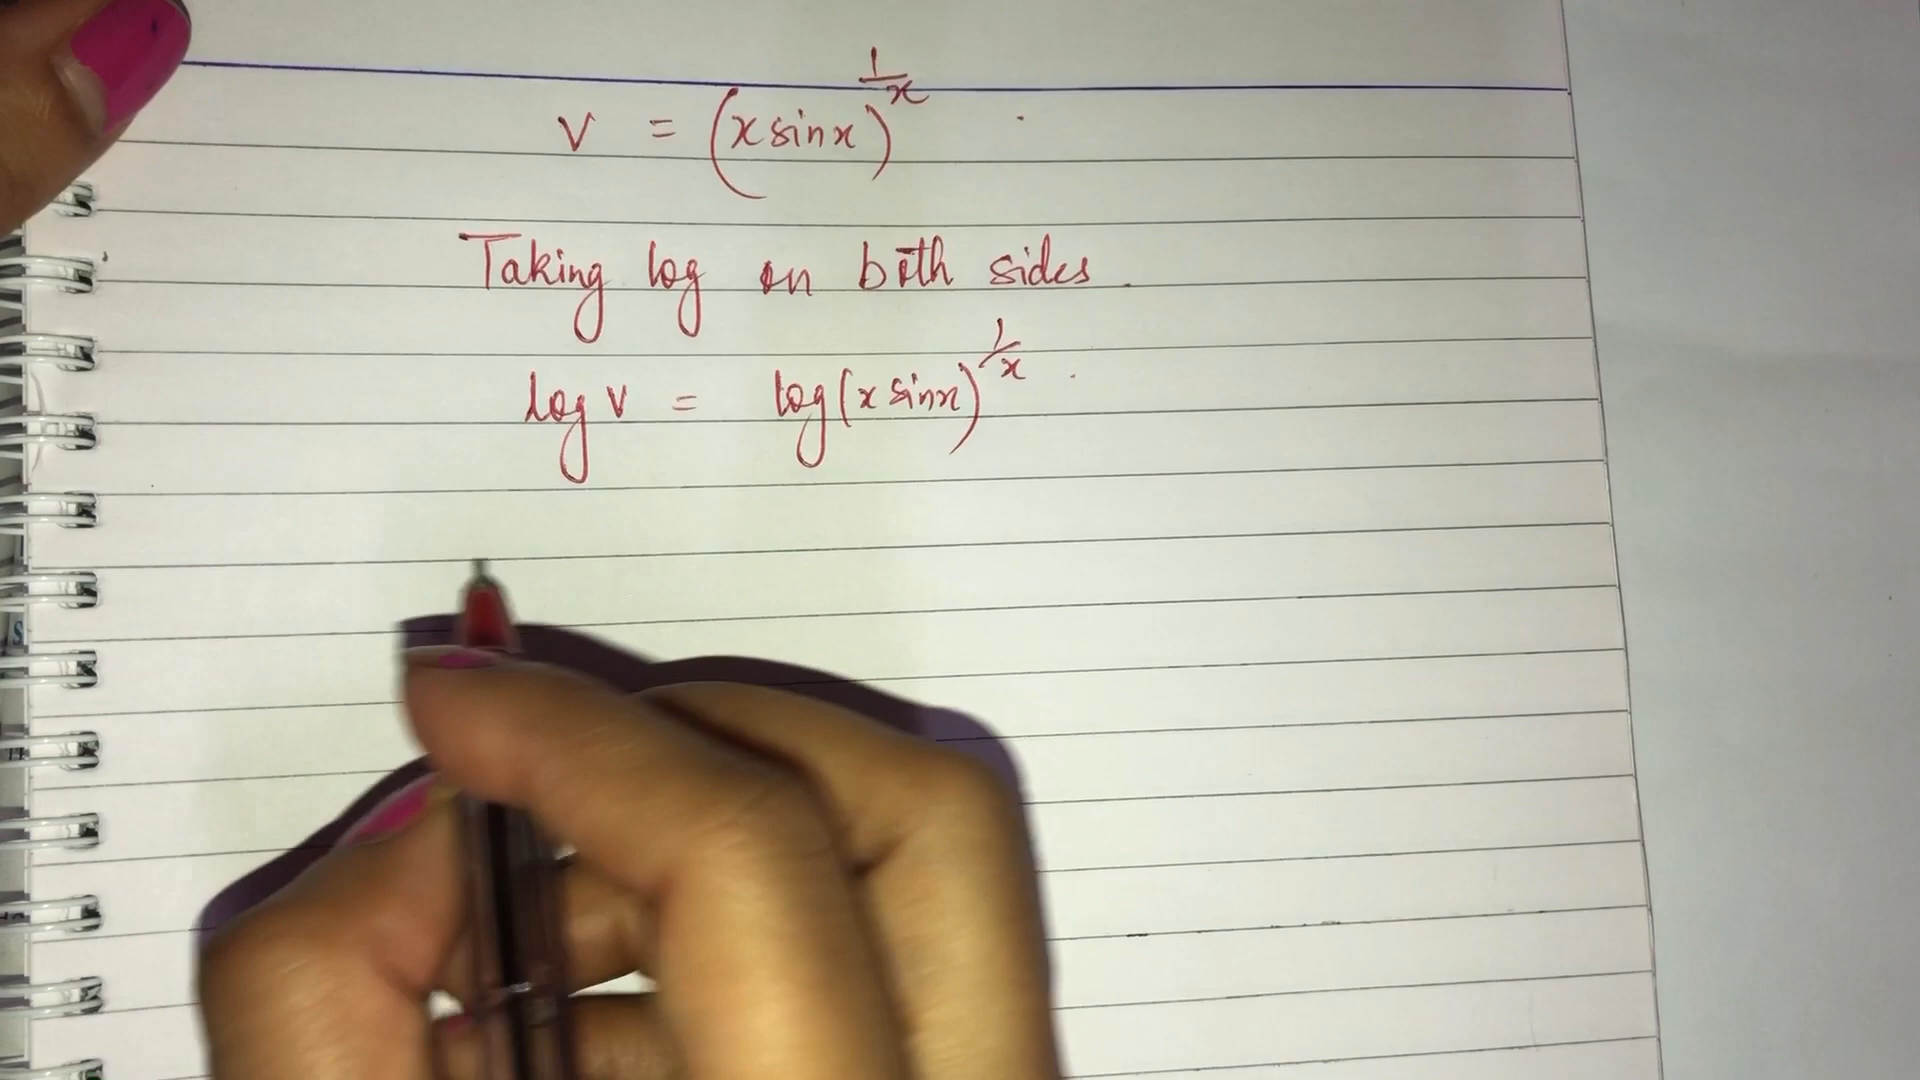 v = (x sin x)^(1/x) .
Taking log on both sides.
log v = log(x sin x)^(1/x) .